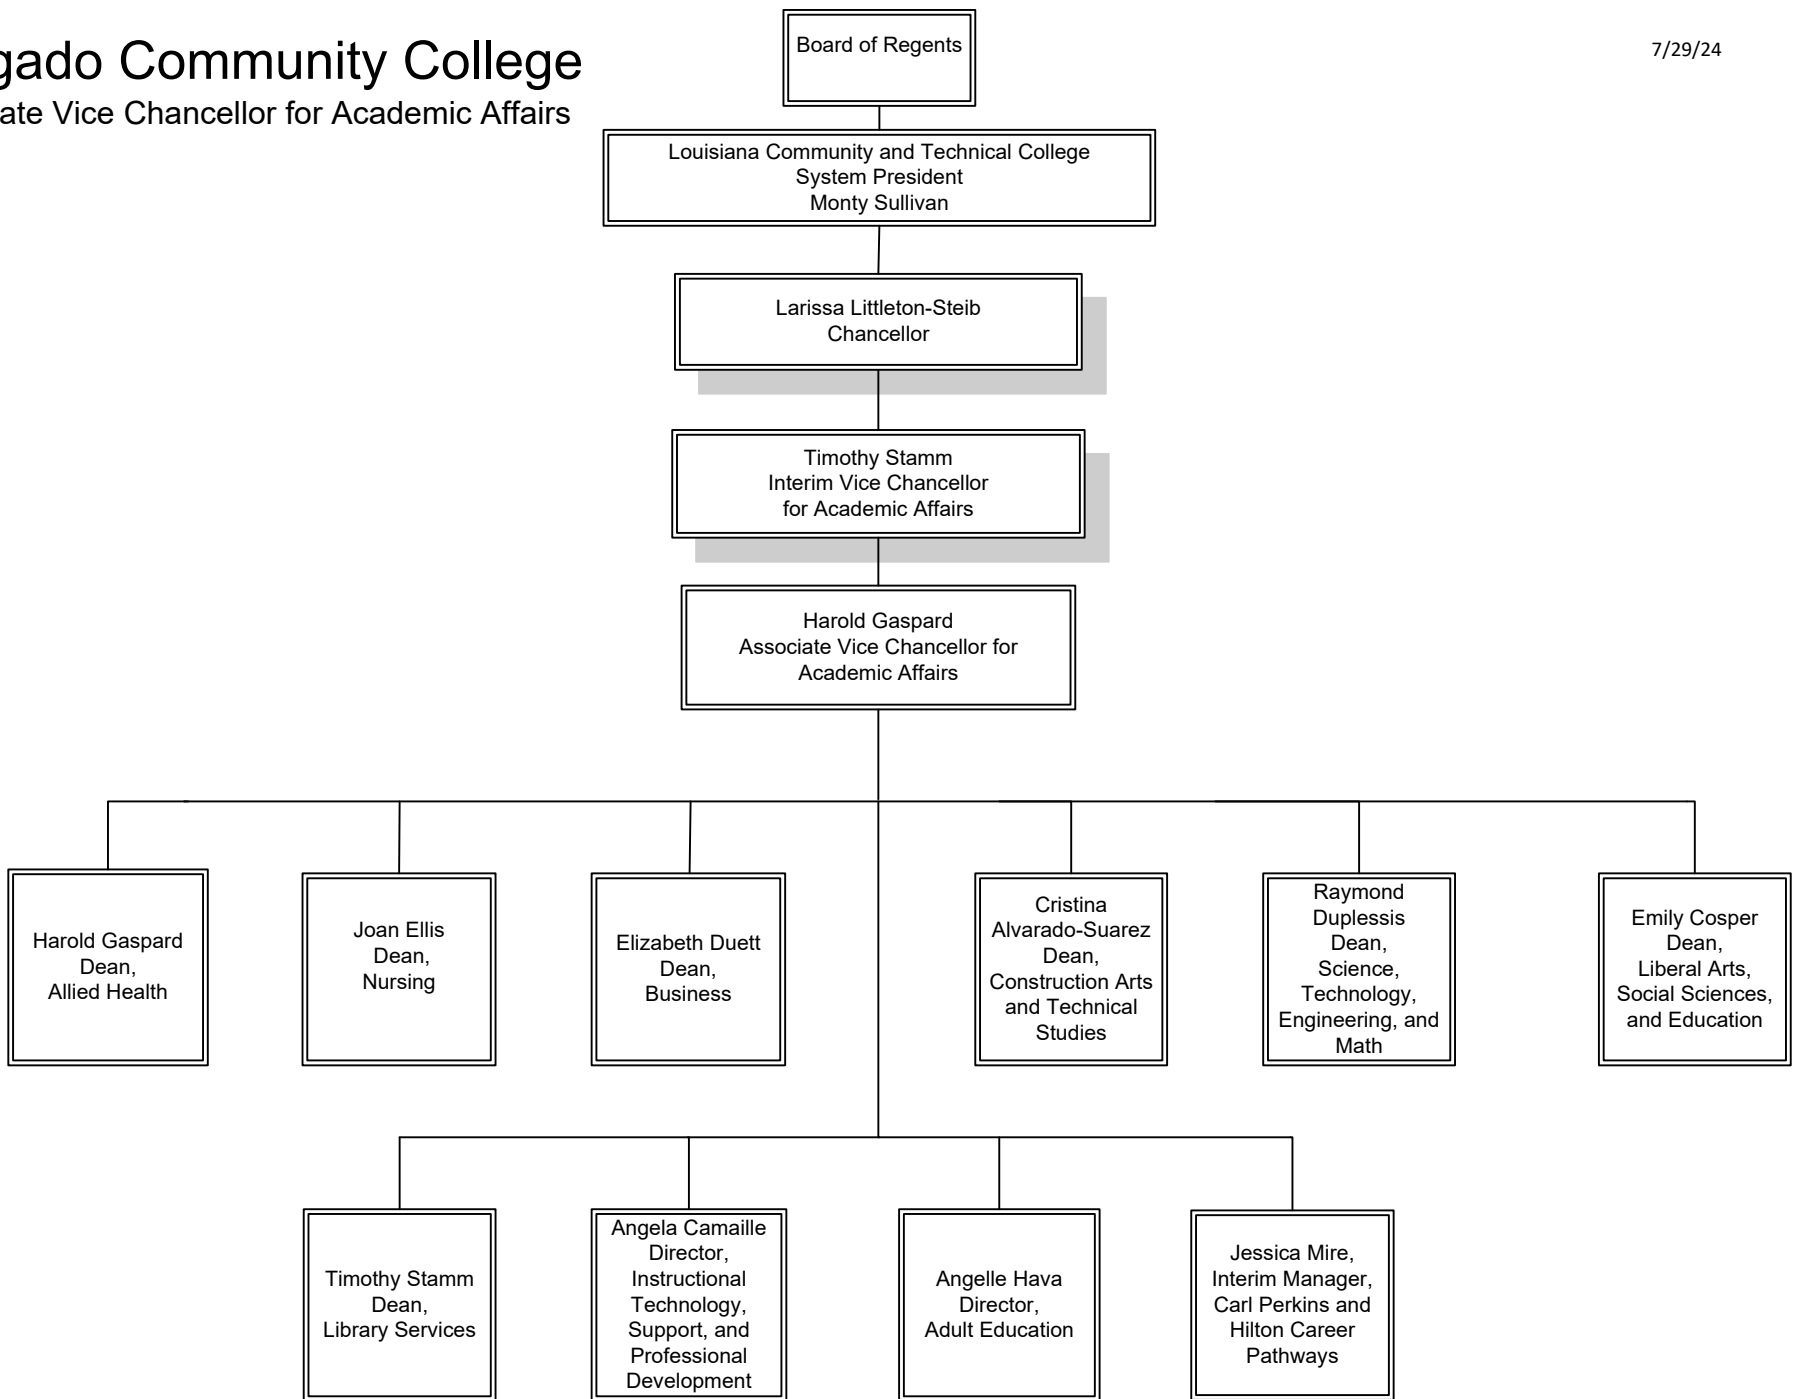 gado Community College
ate Vice Chancellor for Academic Affairs
7/29/24
Board of Regents
Louisiana Community and Technical College
System President
Monty Sullivan
Larissa Littleton-Steib
Chancellor
Timothy Stamm
Interim Vice Chancellor
for Academic Affairs
Harold Gaspard
Associate Vice Chancellor for
Academic Affairs
Harold Gaspard
Dean,
Allied Health
Joan Ellis
Dean,
Nursing
Elizabeth Duett
Dean,
Business
Cristina
Alvarado-Suarez
Dean,
Construction Arts
and Technical
Studies
Raymond
Duplessis
Dean,
Science,
Technology,
Engineering, and
Math
Emily Cosper
Dean,
Liberal Arts,
Social Sciences,
and Education
Timothy Stamm
Dean,
Library Services
Angela Camaille
Director,
Instructional
Technology,
Support, and
Professional
Development
Angelle Hava
Director,
Adult Education
Jessica Mire,
Interim Manager,
Carl Perkins and
Hilton Career
Pathways